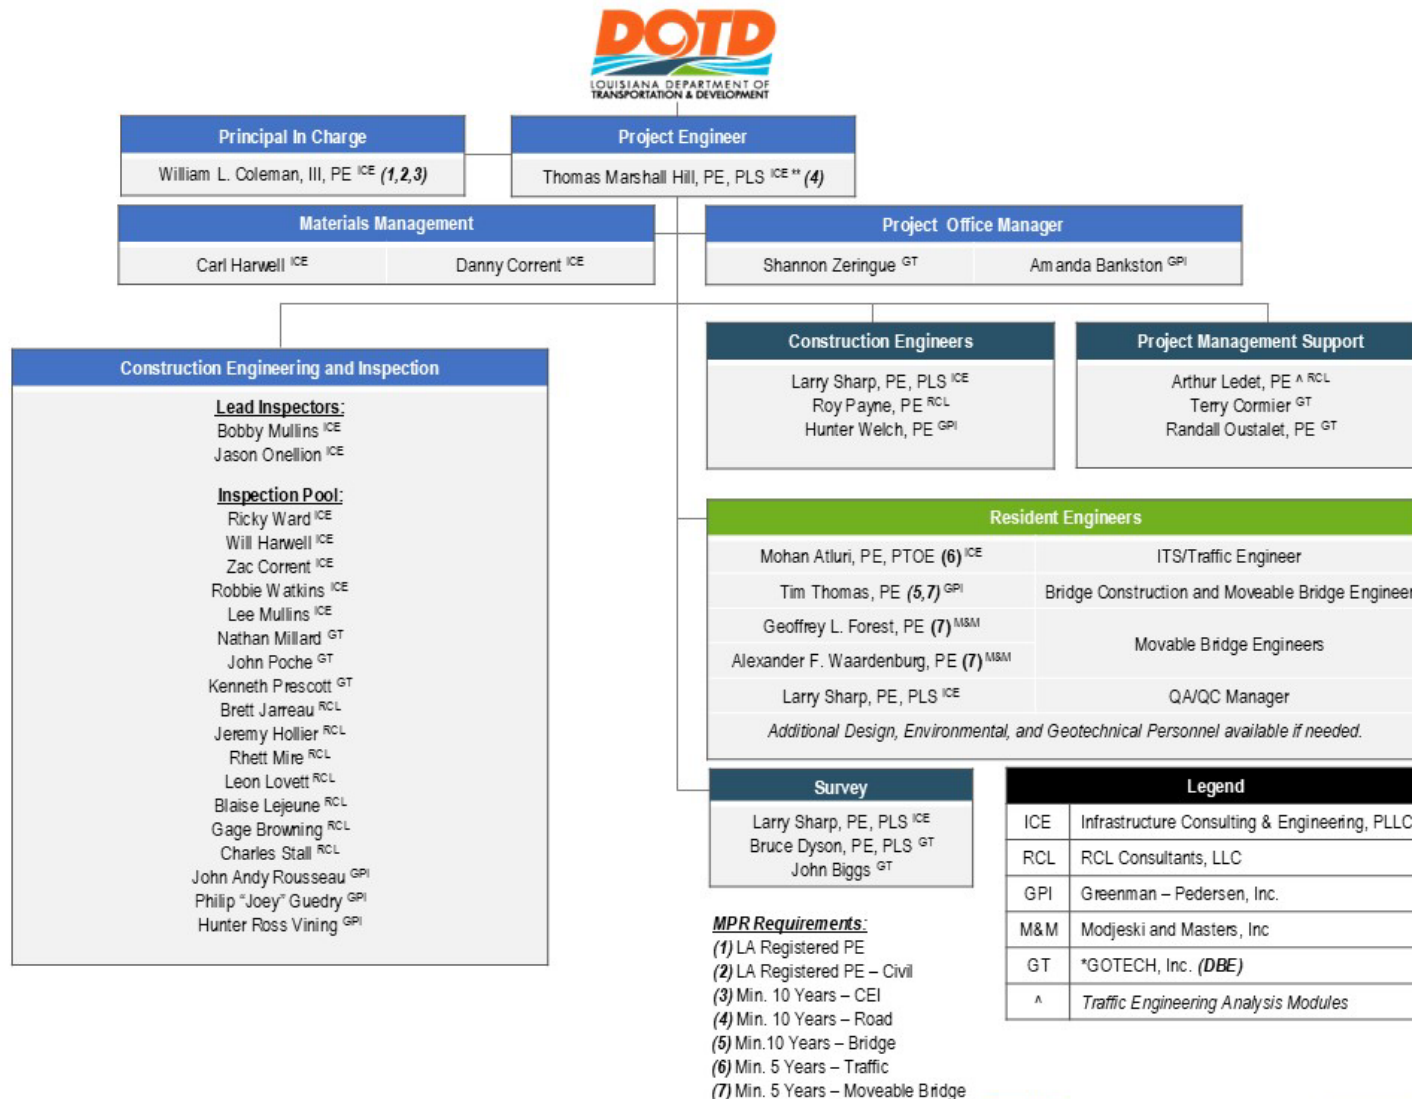 DOTD
LOUISIANA DEPARTMENT OF
TRANSPORTATION & DEVELOPMENT
Principal In Charge
William L. Coleman, III, PE ICE (1,2,3)
Project Engineer
Thomas Marshall Hill, PE, PLS ICE ** (4)
Materials Management
Carl Harwell ICE
Danny Corrent ICE
Project Office Manager
Shannon Zeringue GT
Amanda Bankston GPI
Construction Engineering and Inspection
Lead Inspectors:
Bobby Mullins ICE
Jason Onellion ICE
Inspection Pool:
Ricky Ward ICE
Will Harwell ICE
Zac Corrent ICE
Robbie Watkins ICE
Lee Mullins ICE
Nathan Millard GT
John Poche GT
Kenneth Prescott GT
Brett Jarreau RCL
Jeremy Hollier RCL
Rhett Mire RCL
Leon Lovett RCL
Blaise Lejeune RCL
Gage Browning RCL
Charles Stall RCL
John Andy Rousseau GPI
Philip “Joey” Guedry GPI
Hunter Ross Vining GPI
Construction Engineers
Larry Sharp, PE, PLS ICE
Roy Payne, PE RCL
Hunter Welch, PE GPI
Project Management Support
Arthur Ledet, PE ^ RCL
Terry Cormier GT
Randall Oustalet, PE GT
Resident Engineers
Mohan Atluri, PE, PTOE (6) ICE
ITS/Traffic Engineer
Tim Thomas, PE (5,7) GPI
Bridge Construction and Moveable Bridge Engineer
Geoffrey L. Forest, PE (7) M&M
Alexander F. Waardenburg, PE (7) M&M
Movable Bridge Engineers
Larry Sharp, PE, PLS ICE
QA/QC Manager
Additional Design, Environmental, and Geotechnical Personnel available if needed.
Survey
Larry Sharp, PE, PLS ICE
Bruce Dyson, PE, PLS GT
John Biggs GT
MPR Requirements:
(1) LA Registered PE
(2) LA Registered PE – Civil
(3) Min. 10 Years – CEI
(4) Min. 10 Years – Road
(5) Min.10 Years – Bridge
(6) Min. 5 Years – Traffic
(7) Min. 5 Years – Moveable Bridge
Legend
ICE Infrastructure Consulting & Engineering, PLLC
RCL RCL Consultants, LLC
GPI Greenman – Pedersen, Inc.
M&M Modjeski and Masters, Inc
GT *GOTECH, Inc. (DBE)
^ Traffic Engineering Analysis Modules